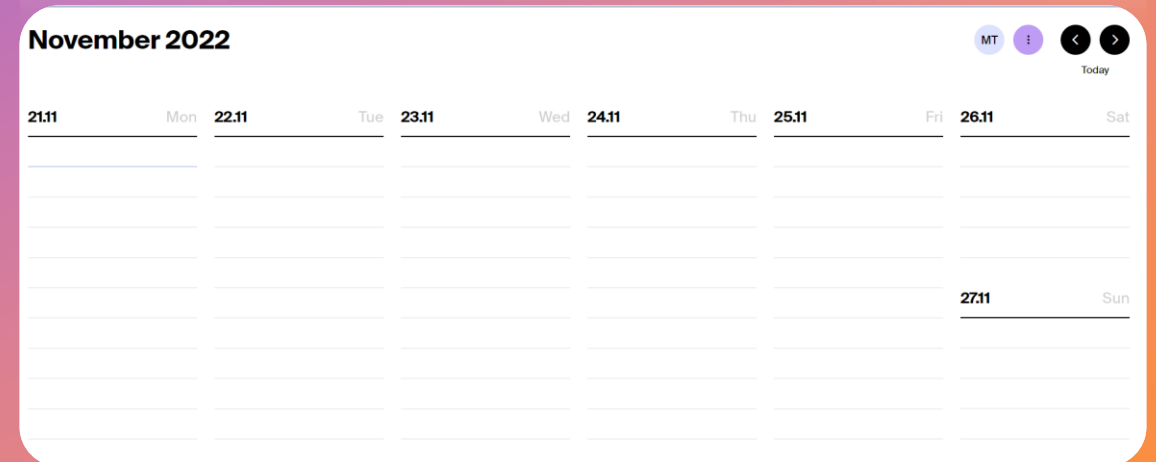 November 2022
MT
Today
21.11 Mon 22.11 Tue 23.11 Wed 24.11 Thu 25.11 Fri 26.11 Sat
27.11 Sun